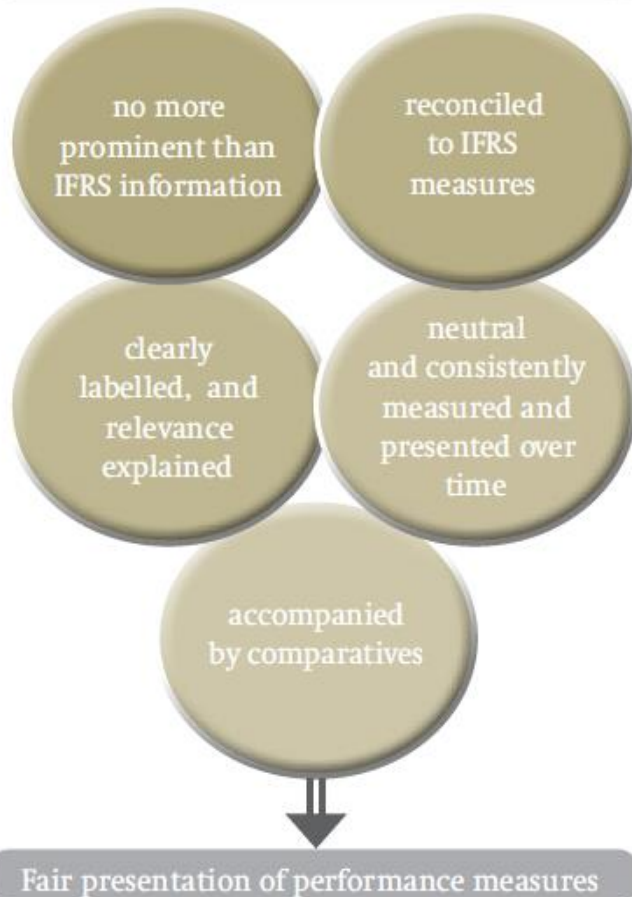 no more
prominent than
IFRS information
reconciled
to IFRS
measures
clearly
labelled, and
relevance
explained
neutral
and consistently
measured and
presented over
time
accompanied
by comparatives
Fair presentation of performance measures